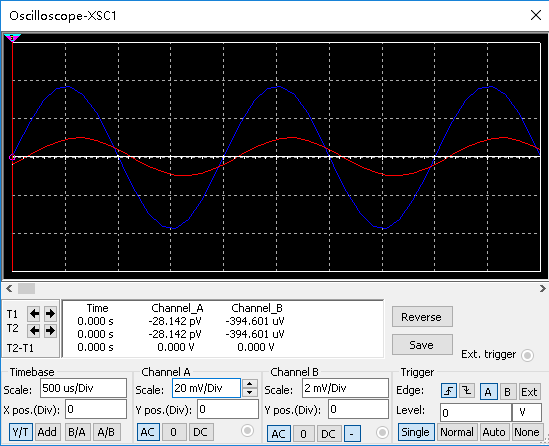 Oscilloscope-XSC1
T1
T2
T2-T1
Time Channel_A Channel_B
0.000 s -28.142 pV -394.601 uV
0.000 s -28.142 pV -394.601 uV
0.000 s 0.000 V 0.000 V
Reverse
Save
Ext. trigger
Timebase
Scale: 500 us/Div
X pos.(Div): 0
Y/T Add B/A A/B
Channel A
Scale: 20 mV/Div
Y pos.(Div): 0
AC 0 DC
Channel B
Scale: 2 mV/Div
Y pos.(Div): 0
AC 0 DC -
Trigger
Edge: A B Ext
Level: 0 V
Single Normal Auto None